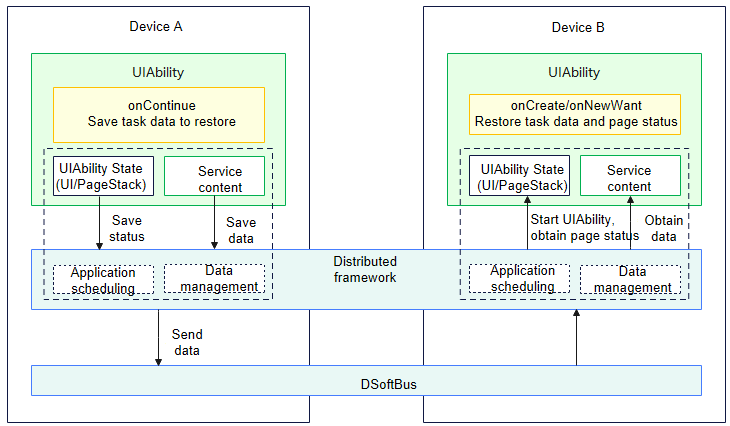 Device A
UIAbility
onContinue
Save task data to restore
UIAbility State
(UI/PageStack)
Service
content
Save
status
Save
data
Application
scheduling
Data
management
Distributed
framework
Send
data
DSoftBus
Device B
UIAbility
onCreate/onNewWant
Restore task data and page status
UIAbility State
(UI/PageStack)
Service
content
Start UIAbility,
obtain page status
Obtain
data
Application
scheduling
Data
management